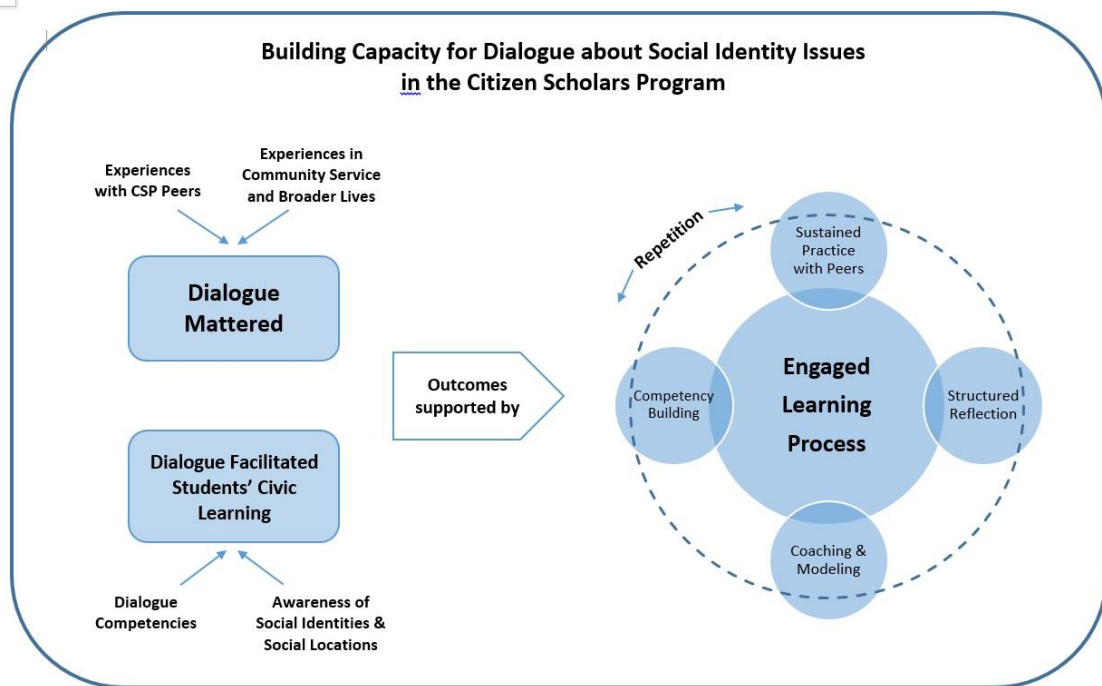 Building Capacity for Dialogue about Social Identity Issues
in the Citizen Scholars Program
Experiences
with CSP Peers
Experiences in
Community Service
and Broader Lives
Dialogue
Mattered
Dialogue Facilitated
Students’ Civic
Learning
Dialogue
Competencies
Awareness of
Social Identities &
Social Locations
Outcomes
supported by
Repetition
Sustained
Practice
with Peers
Competency
Building
Engaged
Learning
Process
Structured
Reflection
Coaching &
Modeling